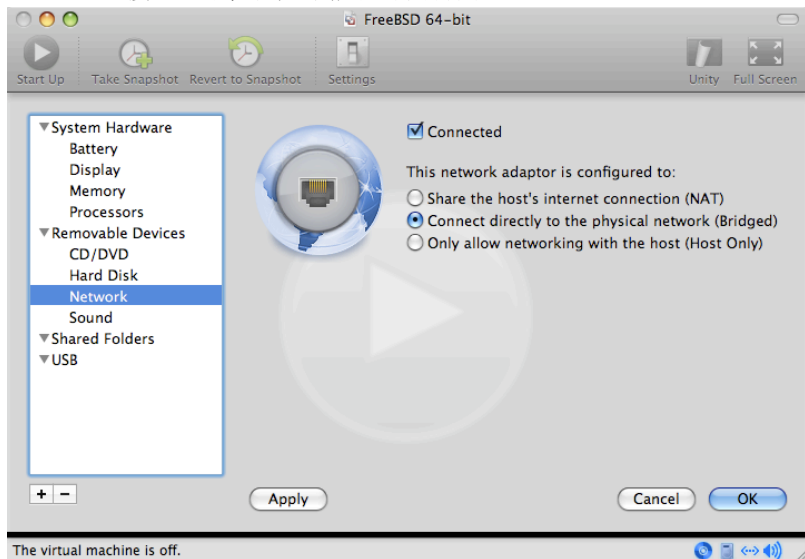 FreeBSD 64-bit
Start Up Take Snapshot Revert to Snapshot Settings Unity Full Screen
System Hardware
Battery
Display
Memory
Processors
Removable Devices
CD/DVD
Hard Disk
Network
Sound
Shared Folders
USB
Connected
This network adaptor is configured to:
Share the host's internet connection (NAT)
Connect directly to the physical network (Bridged)
Only allow networking with the host (Host Only)
+ −
Apply Cancel OK
The virtual machine is off.